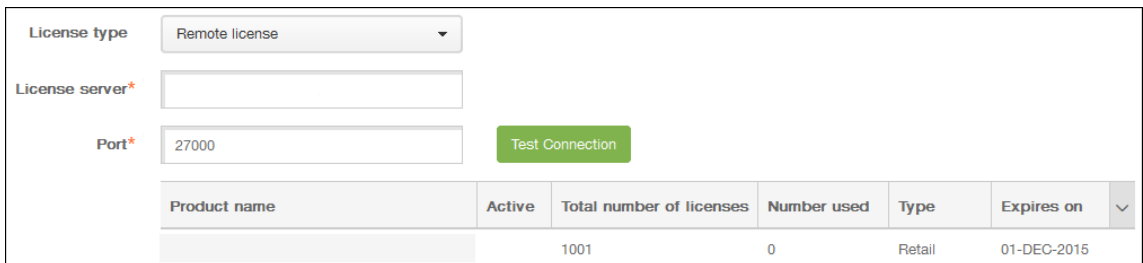 License type Remote license
License server*
Port* 27000 Test Connection
Product name Active Total number of licenses Number used Type Expires on
1001 0 Retail 01-DEC-2015